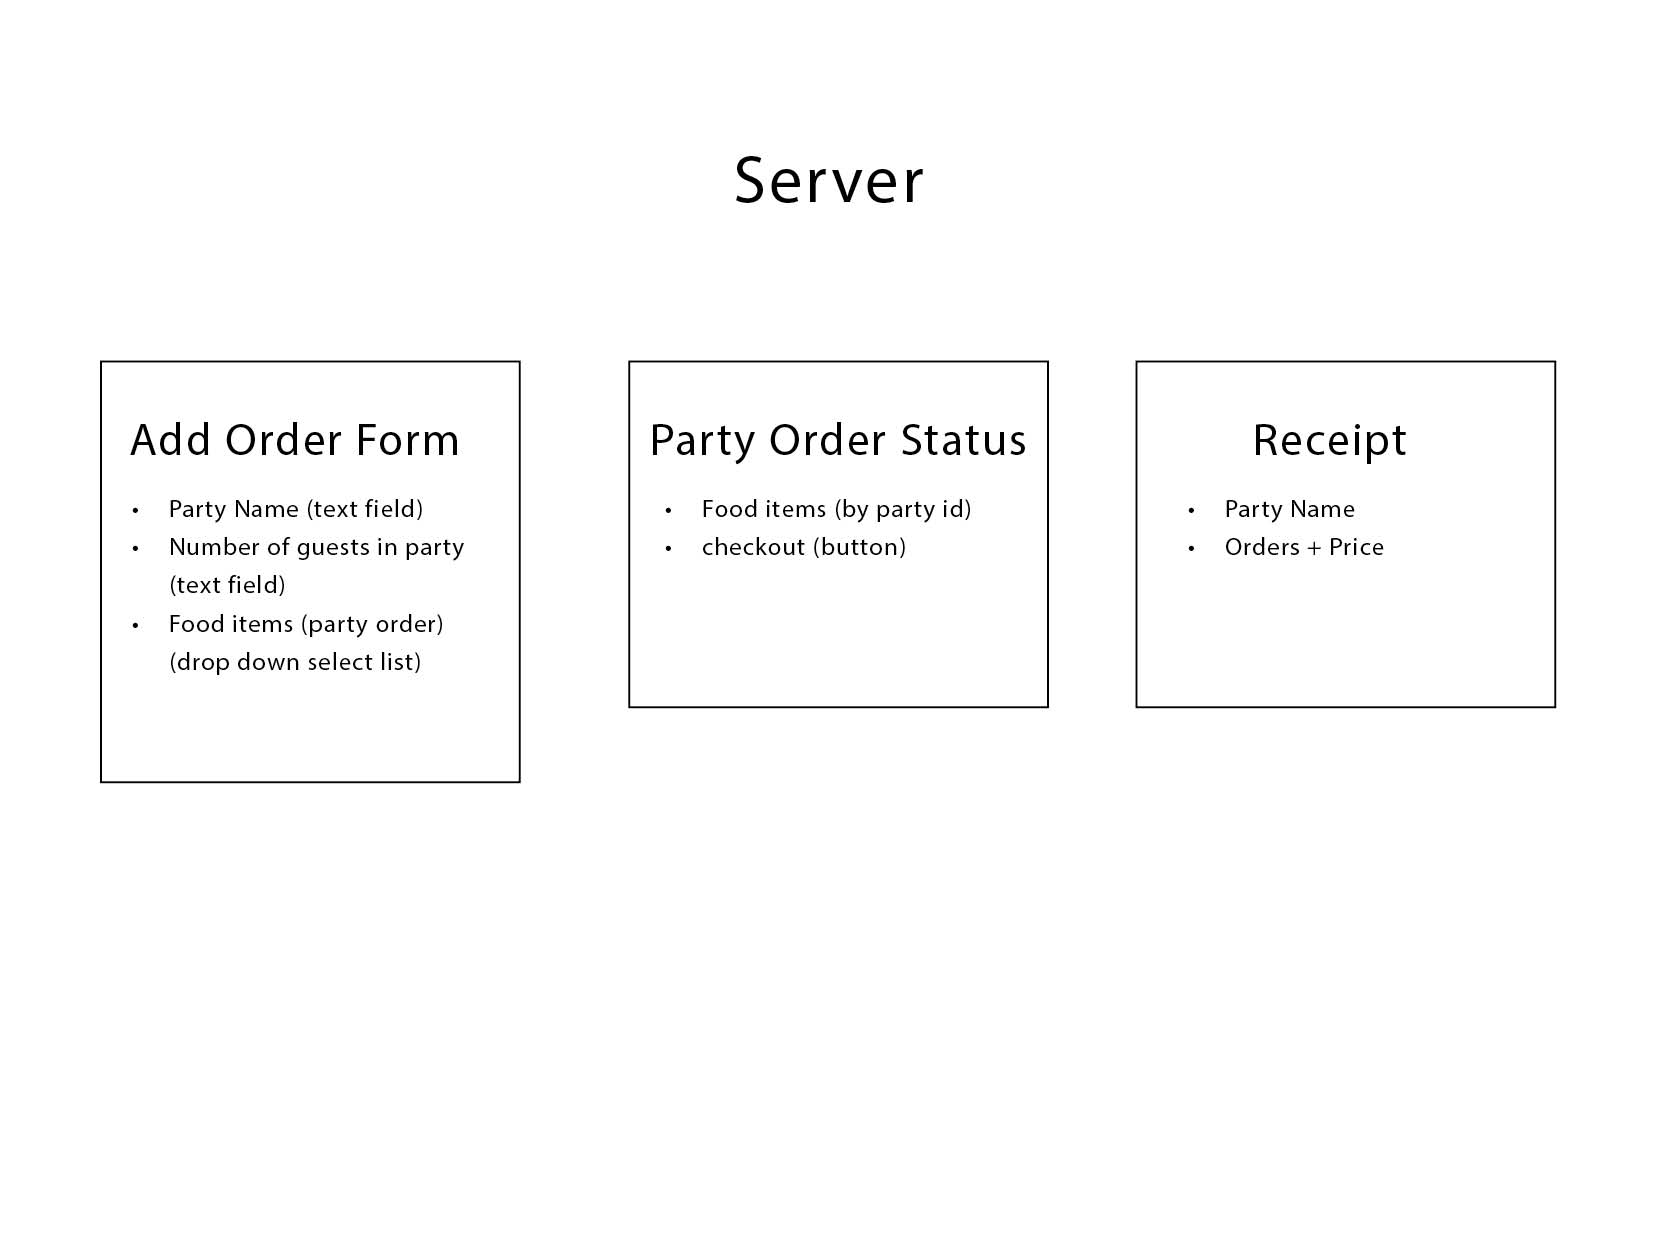 Server
Add Order Form
• Party Name (text field)
• Number of guests in party
(text field)
• Food items (party order)
(drop down select list)
Party Order Status
• Food items (by party id)
• checkout (button)
Receipt
• Party Name
• Orders + Price